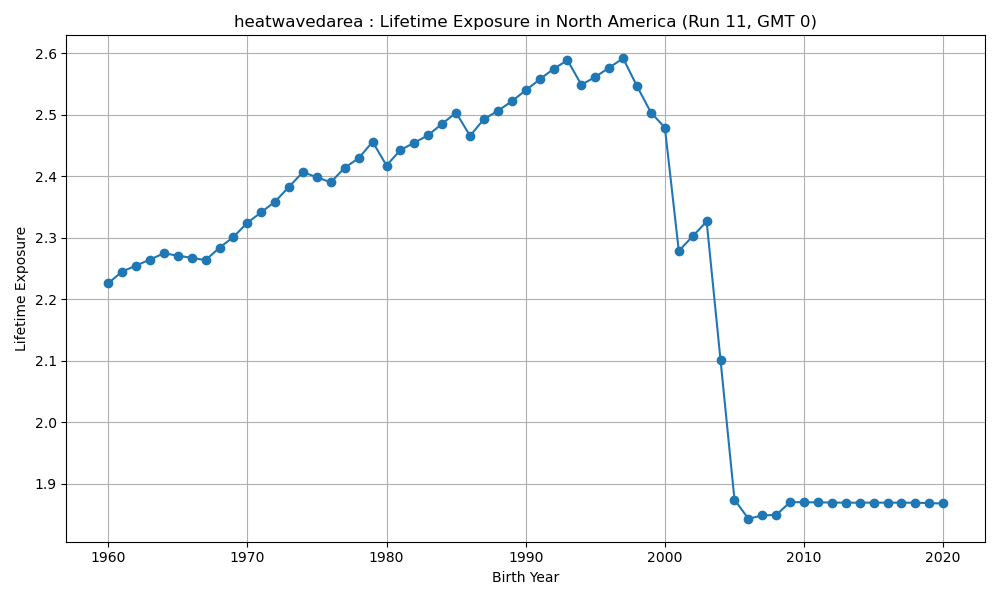 heatwavedarea : Lifetime Exposure in North America (Run 11, GMT 0)
Lifetime Exposure
2.6
2.5
2.4
2.3
2.2
2.1
2.0
1.9
1960 1970 1980 1990 2000 2010 2020
Birth Year